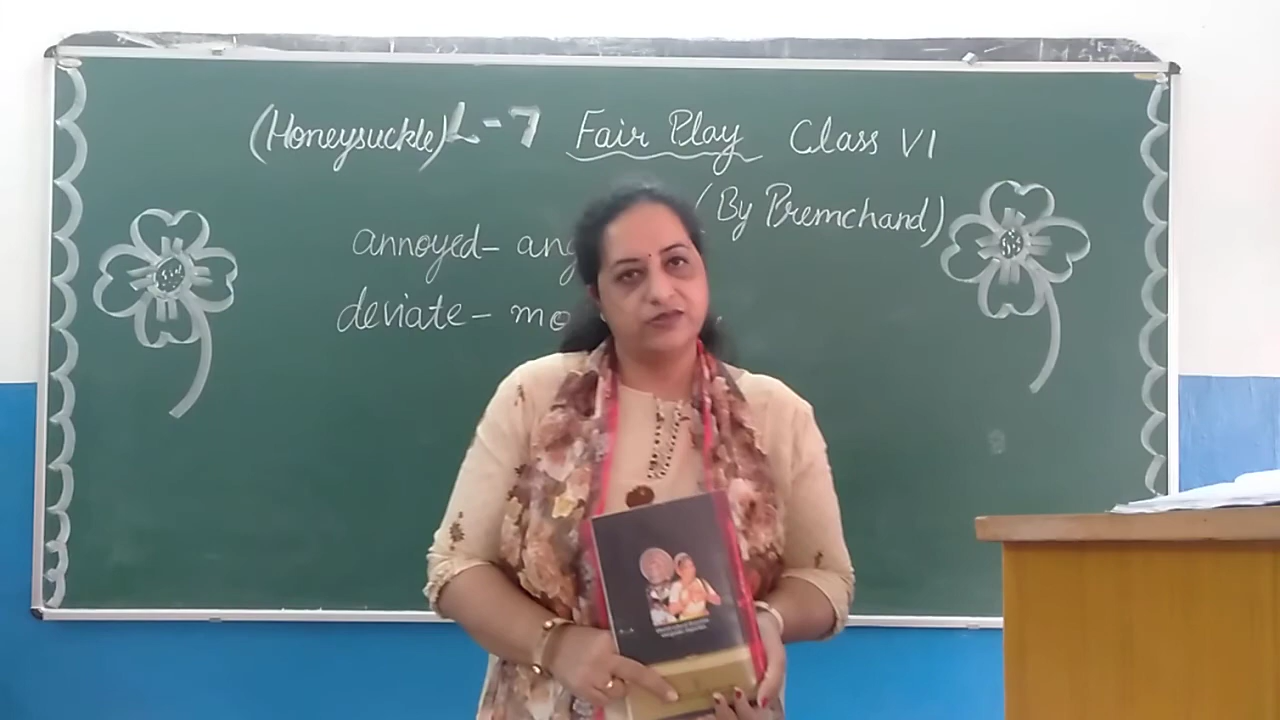 (Honeysuckle) L-7 Fair Play Class VI
(By Premchand)
annoyed- ang
deviate- mo